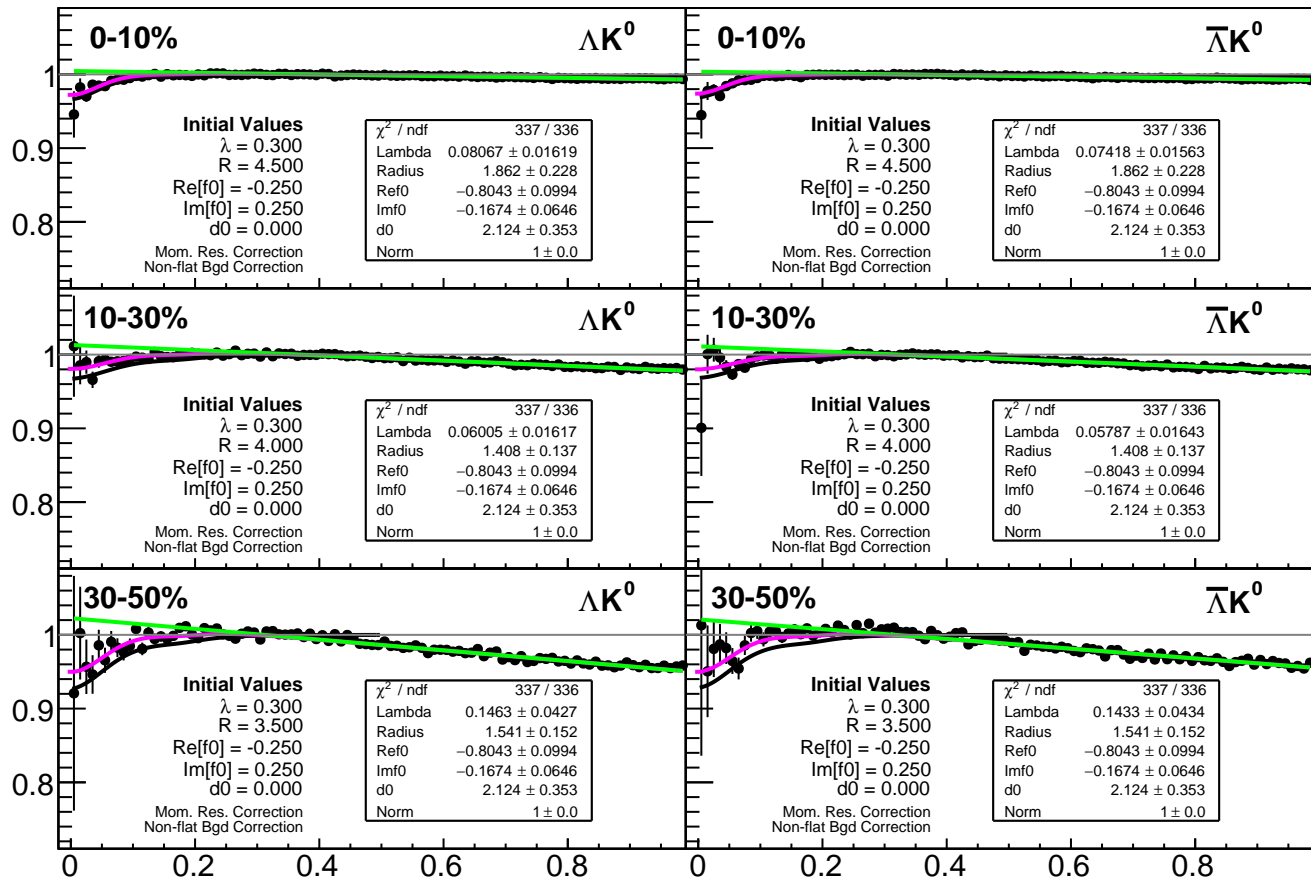 0-10% ΛK⁰
1
0.9
0.8
Initial Values
λ = 0.300
R = 4.500
Re[f0] = -0.250
Im[f0] = 0.250
d0 = 0.000
Mom. Res. Correction
Non-flat Bgd Correction
χ² / ndf 337 / 336
Lambda 0.08067 ± 0.01619
Radius 1.862 ± 0.228
Ref0 −0.8043 ± 0.0994
Imf0 −0.1674 ± 0.0646
d0 2.124 ± 0.353
Norm 1 ± 0.0
0-10% Λ̅K⁰
Initial Values
λ = 0.300
R = 4.500
Re[f0] = -0.250
Im[f0] = 0.250
d0 = 0.000
Mom. Res. Correction
Non-flat Bgd Correction
χ² / ndf 337 / 336
Lambda 0.07418 ± 0.01563
Radius 1.862 ± 0.228
Ref0 −0.8043 ± 0.0994
Imf0 −0.1674 ± 0.0646
d0 2.124 ± 0.353
Norm 1 ± 0.0
10-30% ΛK⁰
1
0.9
0.8
Initial Values
λ = 0.300
R = 4.000
Re[f0] = -0.250
Im[f0] = 0.250
d0 = 0.000
Mom. Res. Correction
Non-flat Bgd Correction
χ² / ndf 337 / 336
Lambda 0.06005 ± 0.01617
Radius 1.408 ± 0.137
Ref0 −0.8043 ± 0.0994
Imf0 −0.1674 ± 0.0646
d0 2.124 ± 0.353
Norm 1 ± 0.0
10-30% Λ̅K⁰
Initial Values
λ = 0.300
R = 4.000
Re[f0] = -0.250
Im[f0] = 0.250
d0 = 0.000
Mom. Res. Correction
Non-flat Bgd Correction
χ² / ndf 337 / 336
Lambda 0.05787 ± 0.01643
Radius 1.408 ± 0.137
Ref0 −0.8043 ± 0.0994
Imf0 −0.1674 ± 0.0646
d0 2.124 ± 0.353
Norm 1 ± 0.0
30-50% ΛK⁰
1
0.9
0.8
Initial Values
λ = 0.300
R = 3.500
Re[f0] = -0.250
Im[f0] = 0.250
d0 = 0.000
Mom. Res. Correction
Non-flat Bgd Correction
χ² / ndf 337 / 336
Lambda 0.1463 ± 0.0427
Radius 1.541 ± 0.152
Ref0 −0.8043 ± 0.0994
Imf0 −0.1674 ± 0.0646
d0 2.124 ± 0.353
Norm 1 ± 0.0
30-50% Λ̅K⁰
Initial Values
λ = 0.300
R = 3.500
Re[f0] = -0.250
Im[f0] = 0.250
d0 = 0.000
Mom. Res. Correction
Non-flat Bgd Correction
χ² / ndf 337 / 336
Lambda 0.1433 ± 0.0434
Radius 1.541 ± 0.152
Ref0 −0.8043 ± 0.0994
Imf0 −0.1674 ± 0.0646
d0 2.124 ± 0.353
Norm 1 ± 0.0
0 0.2 0.4 0.6 0.8 0 0.2 0.4 0.6 0.8